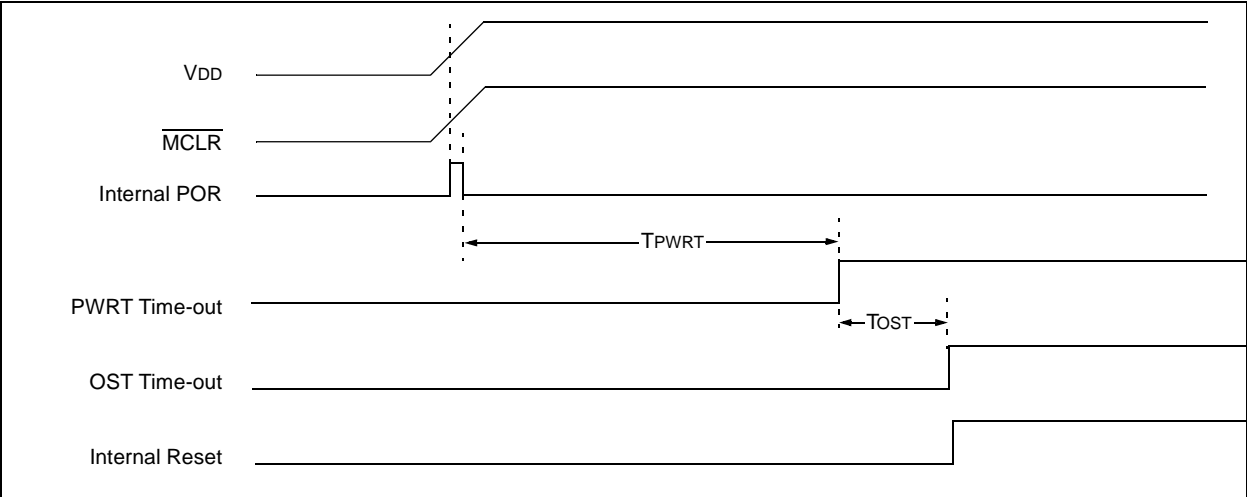 VDD
MCLR
Internal POR
TPWRT
PWRT Time-out
TOST
OST Time-out
Internal Reset